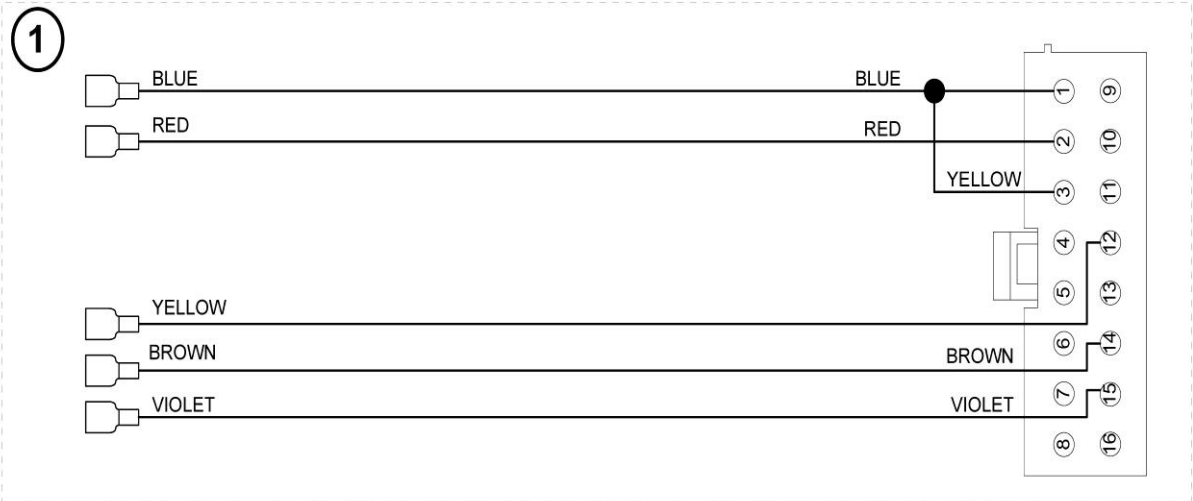 1
BLUE BLUE 1 9
RED RED 2 10
YELLOW 3 11
4 12
5 13
YELLOW
BROWN BROWN 6 14
VIOLET VIOLET 7 15
8 16